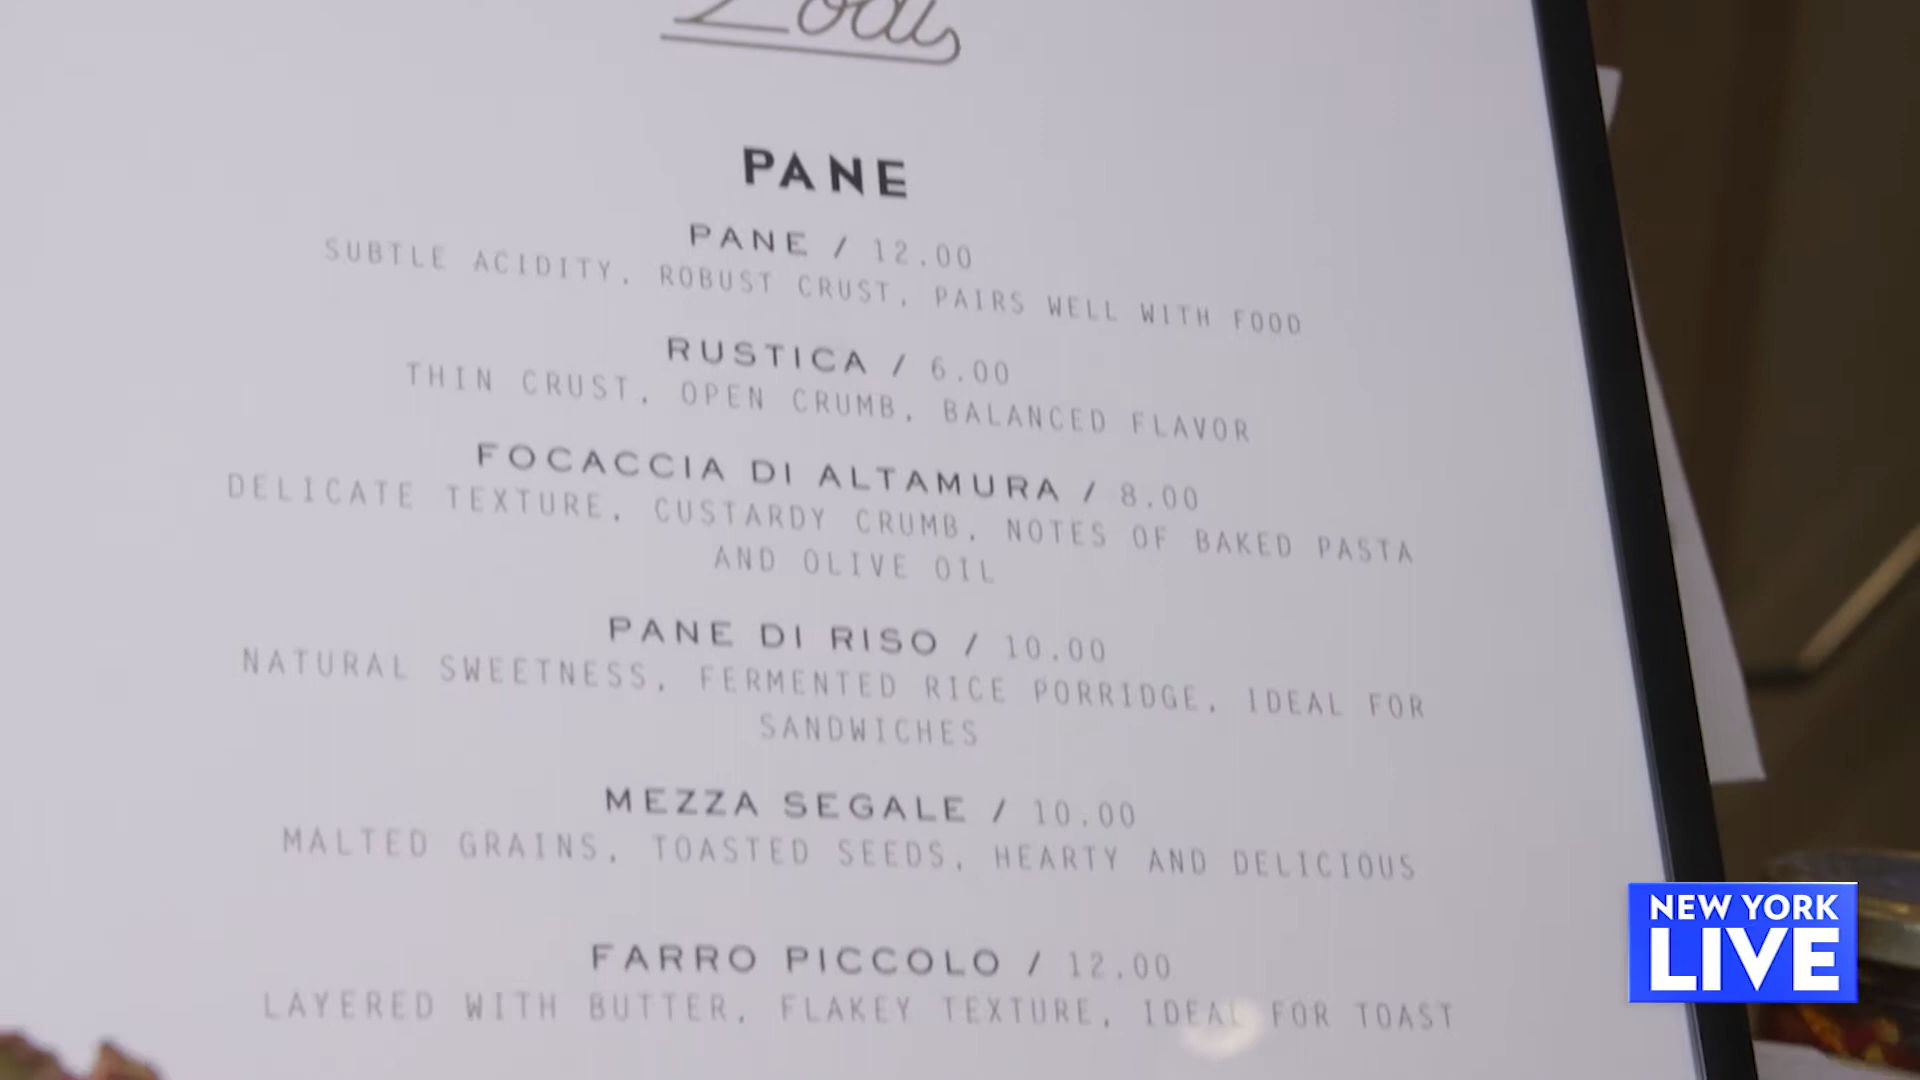 Lodi
PANE
PANE / 12.00
SUBTLE ACIDITY, ROBUST CRUST, PAIRS WELL WITH FOOD
RUSTICA / 6.00
THIN CRUST, OPEN CRUMB, BALANCED FLAVOR
FOCACCIA DI ALTAMURA / 8.00
DELICATE TEXTURE, CUSTARDY CRUMB, NOTES OF BAKED PASTA
AND OLIVE OIL
PANE DI RISO / 10.00
NATURAL SWEETNESS, FERMENTED RICE PORRIDGE, IDEAL FOR
SANDWICHES
MEZZA SEGALE / 10.00
MALTED GRAINS, TOASTED SEEDS, HEARTY AND DELICIOUS
FARRO PICCOLO / 12.00
LAYERED WITH BUTTER, FLAKEY TEXTURE, IDEAL FOR TOAST
NEW YORK
LIVE